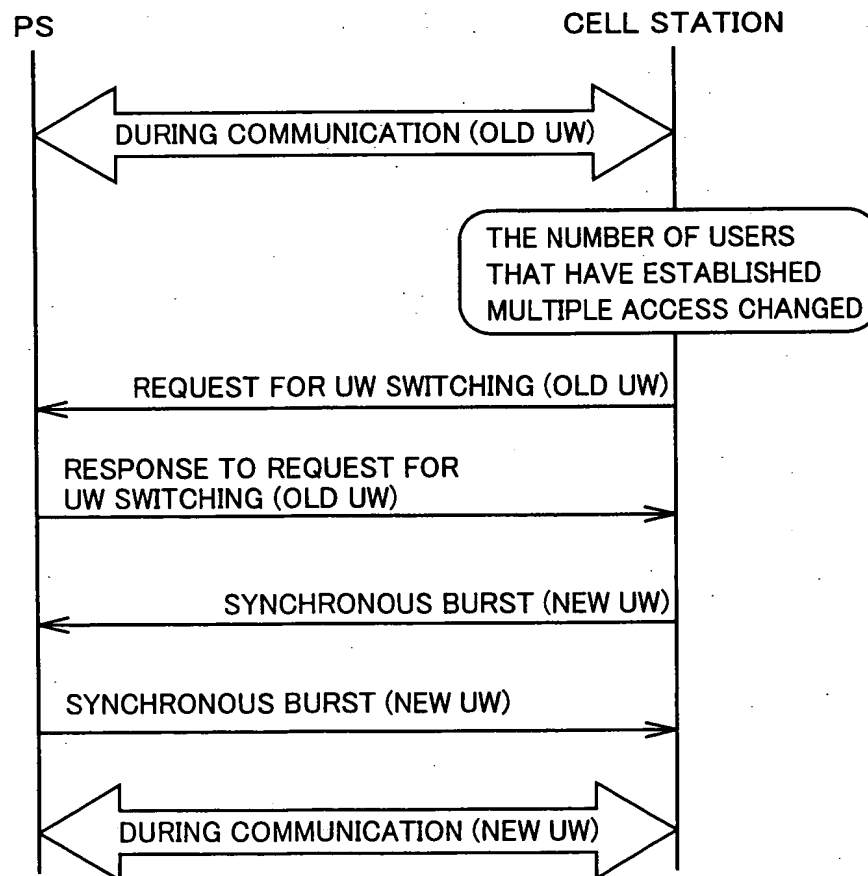 PS
CELL STATION
DURING COMMUNICATION (OLD UW)
THE NUMBER OF USERS
THAT HAVE ESTABLISHED
MULTIPLE ACCESS CHANGED
REQUEST FOR UW SWITCHING (OLD UW)
RESPONSE TO REQUEST FOR
UW SWITCHING (OLD UW)
SYNCHRONOUS BURST (NEW UW)
SYNCHRONOUS BURST (NEW UW)
DURING COMMUNICATION (NEW UW)